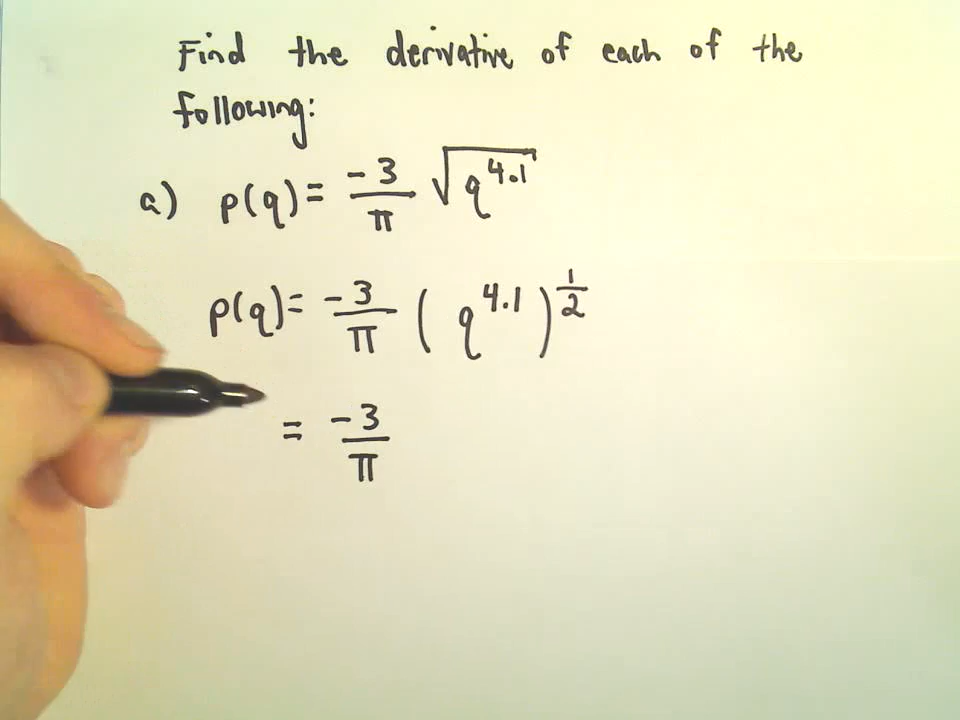 Find the derivative of each of the
following:
a) p(q) = -3/π √(q^4.1)
p(q) = -3/π (q^4.1)^1/2
= -3/π